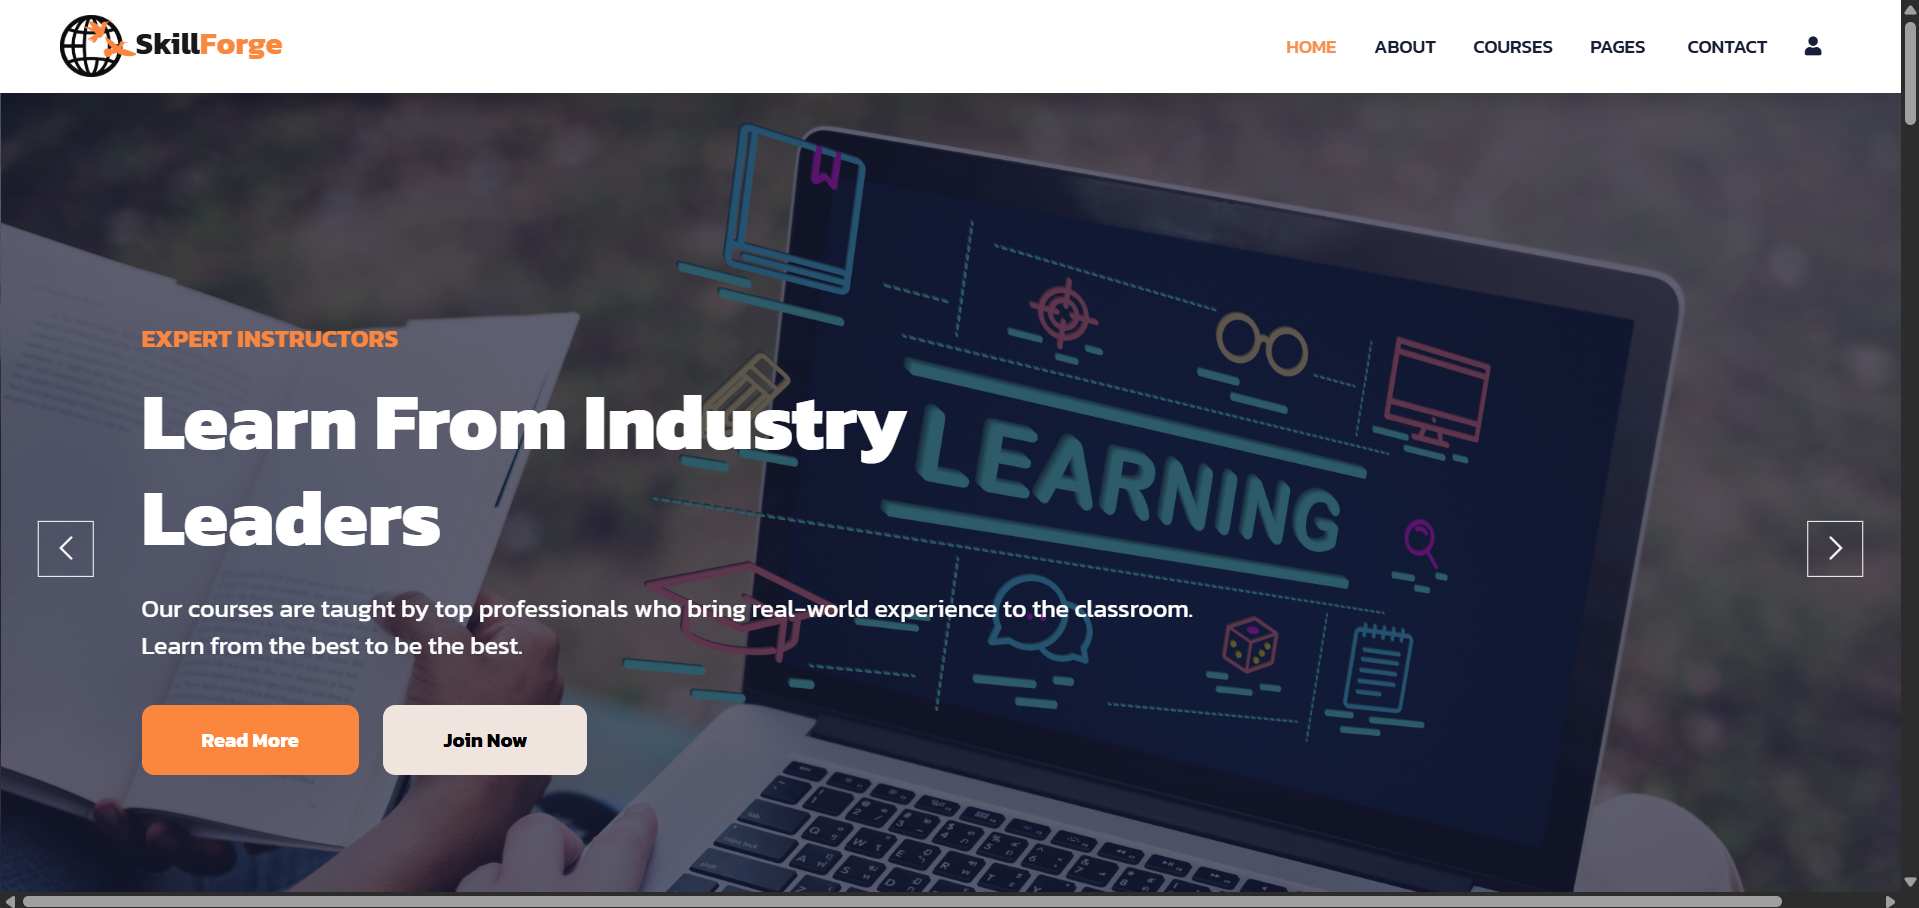 SkillForge
HOME ABOUT COURSES PAGES CONTACT
EXPERT INSTRUCTORS
Learn From Industry
Leaders
LEARNING
Our courses are taught by top professionals who bring real-world experience to the classroom.
Learn from the best to be the best.
Read More Join Now